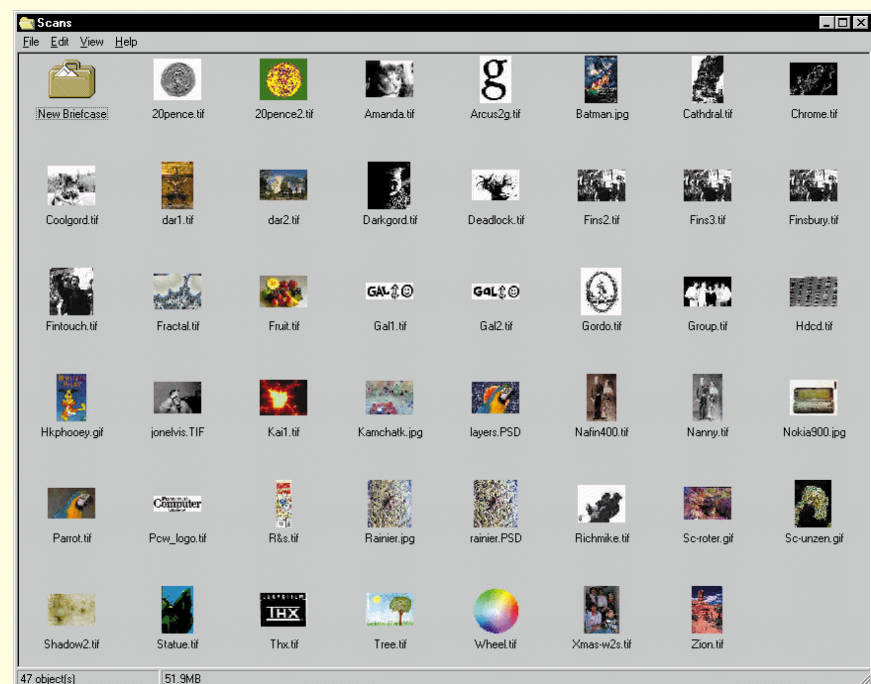 Scans
File Edit View Help
New Briefcase 20pence.tif 20pence2.tif Amanda.tif Arcus2g.tif Batman.jpg Cathdral.tif Chrome.tif
Coolgord.tif dar1.tif dar2.tif Darkgord.tif Deadlock.tif Fins2.tif Fins3.tif Finsbury.tif
Fintouch.tif Fractal.tif Fruit.tif Gal1.tif Gal2.tif Gordo.tif Group.tif Hdcd.tif
Hkphooey.gif jonelvis.TIF Kai1.tif Kamchatk.jpg layers.PSD Nafin400.tif Nanny.tif Nokia900.jpg
Computer
Parrot.tif Pcw_logo.tif R&s.tif Rainier.jpg rainier.PSD Richmike.tif Sc-roter.gif Sc-unzen.gif
THX
Shadow2.tif Statue.tif Thx.tif Tree.tif Wheel.tif Xmas-w2s.tif Zion.tif
47 object(s) 51.9MB